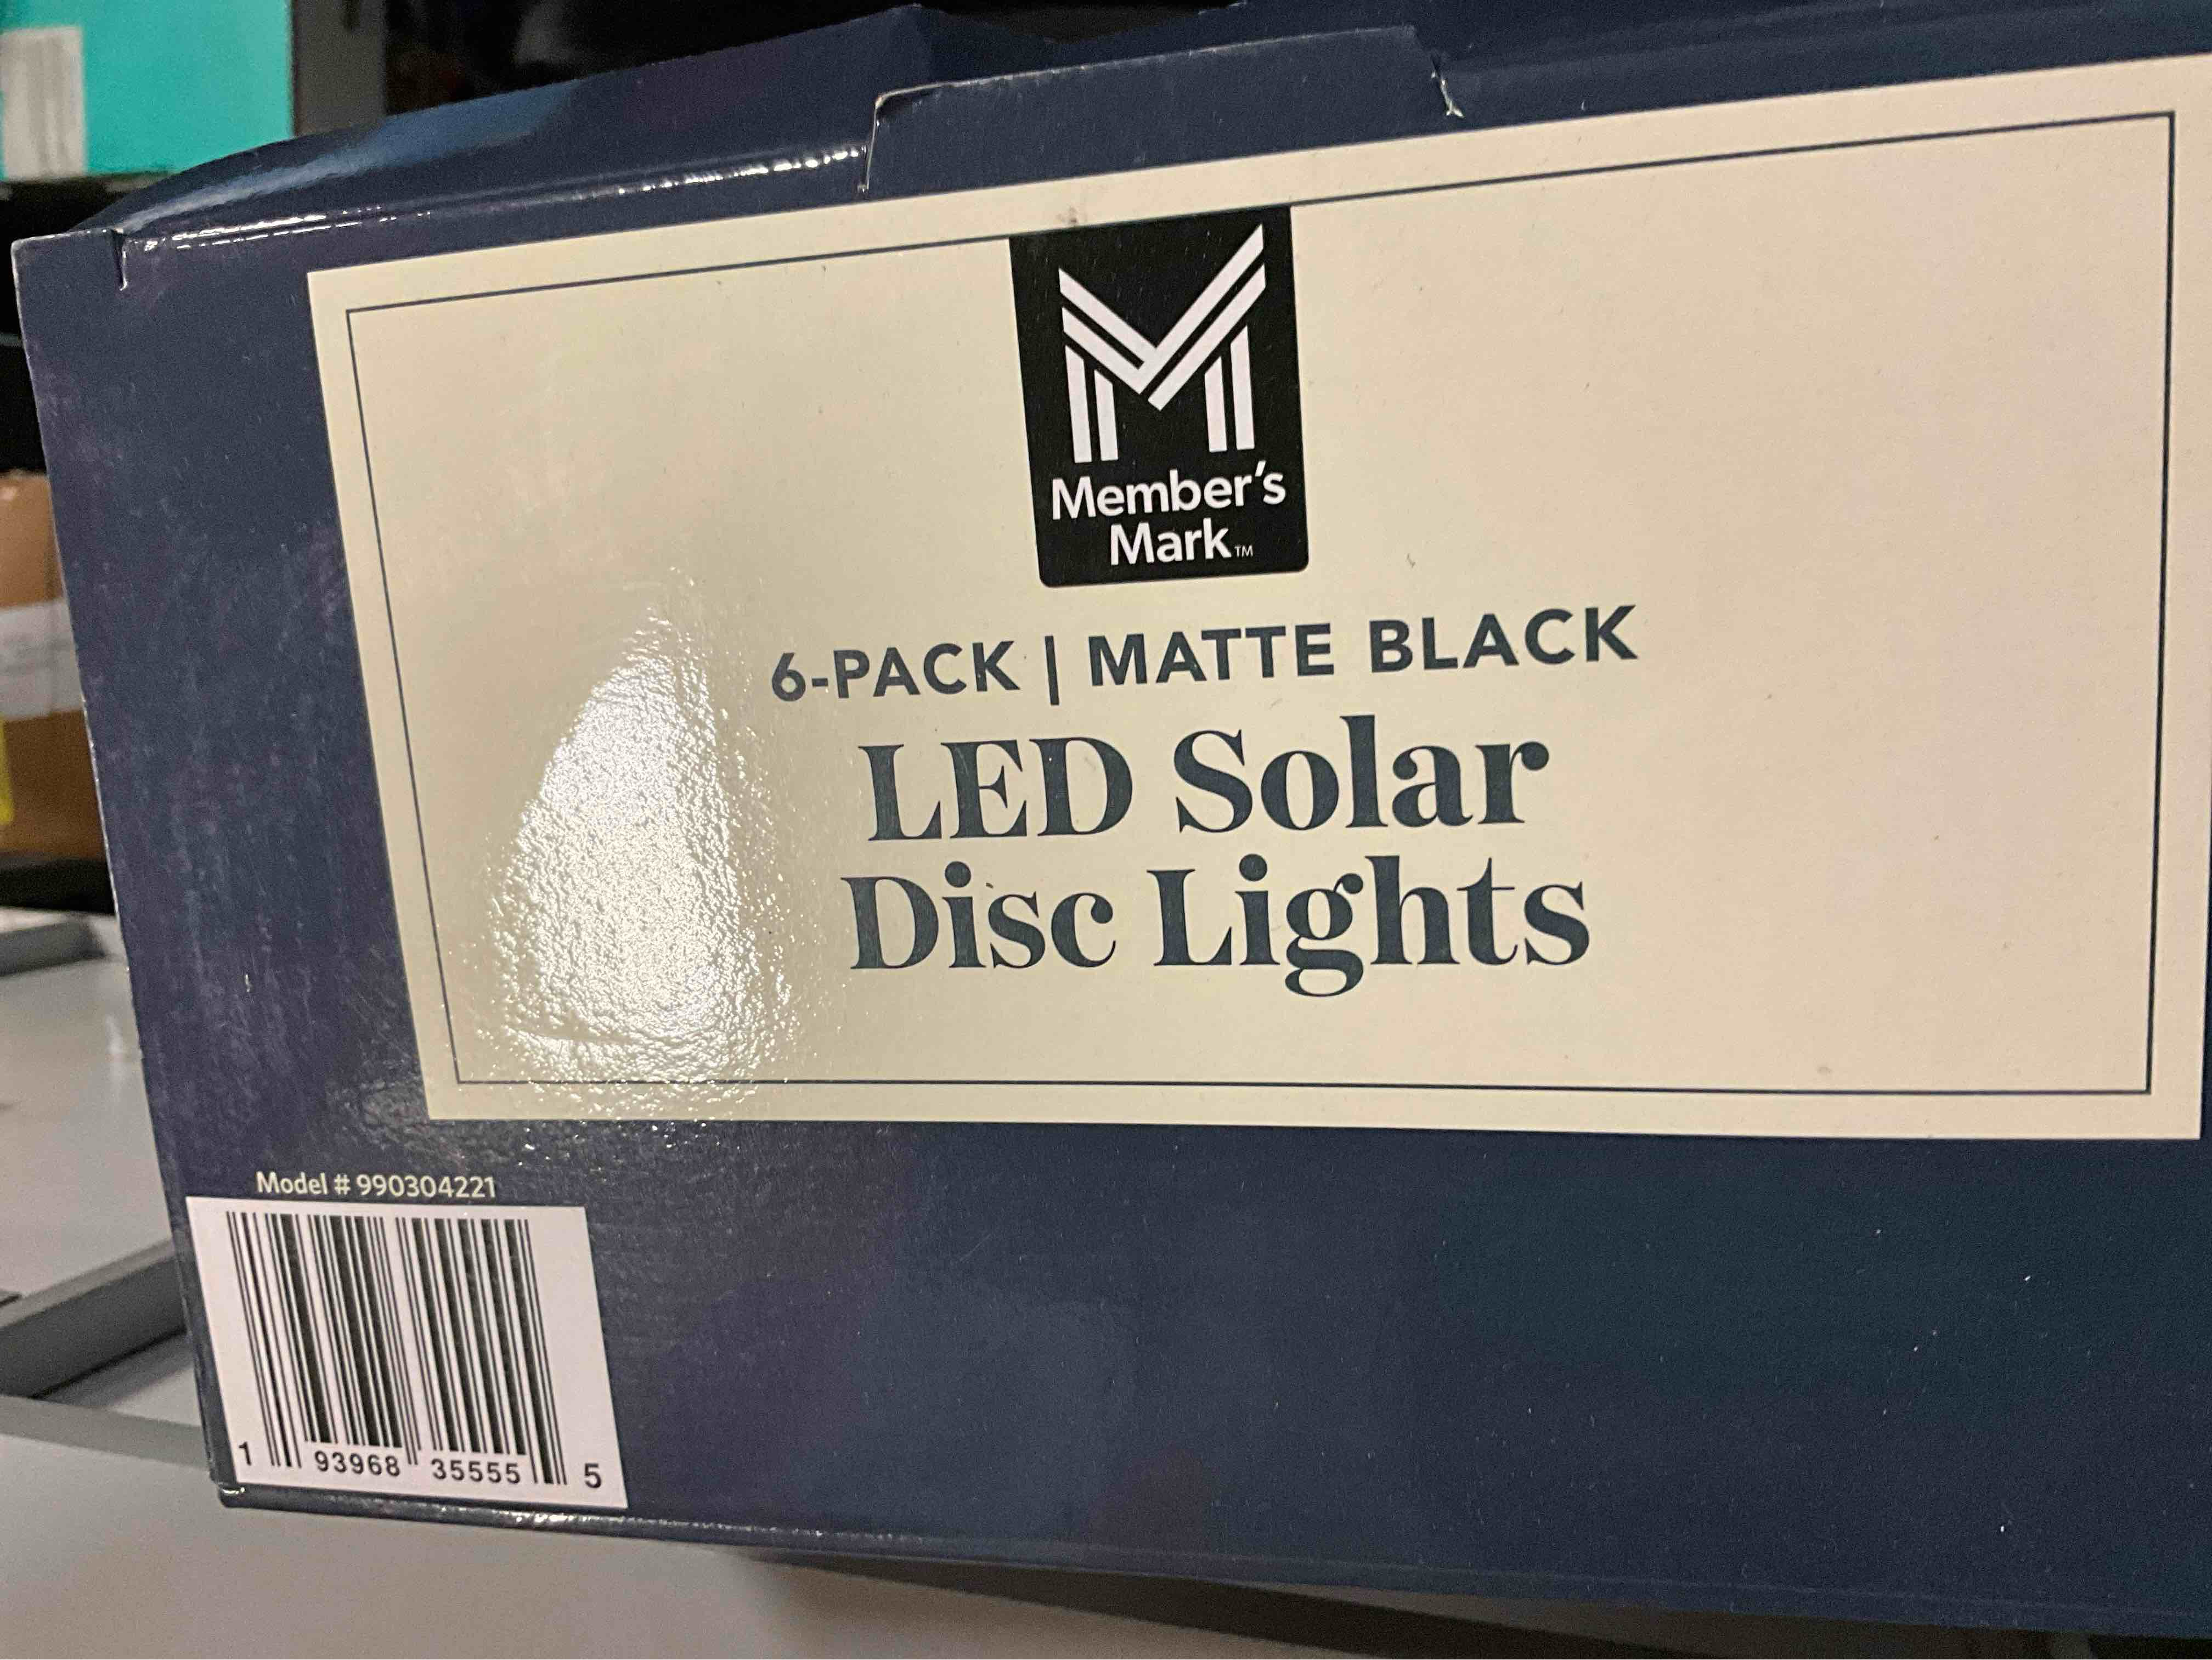 Member's
Mark™
6-PACK | MATTE BLACK
LED Solar
Disc Lights
Model # 990304221
1 93968 35555 5